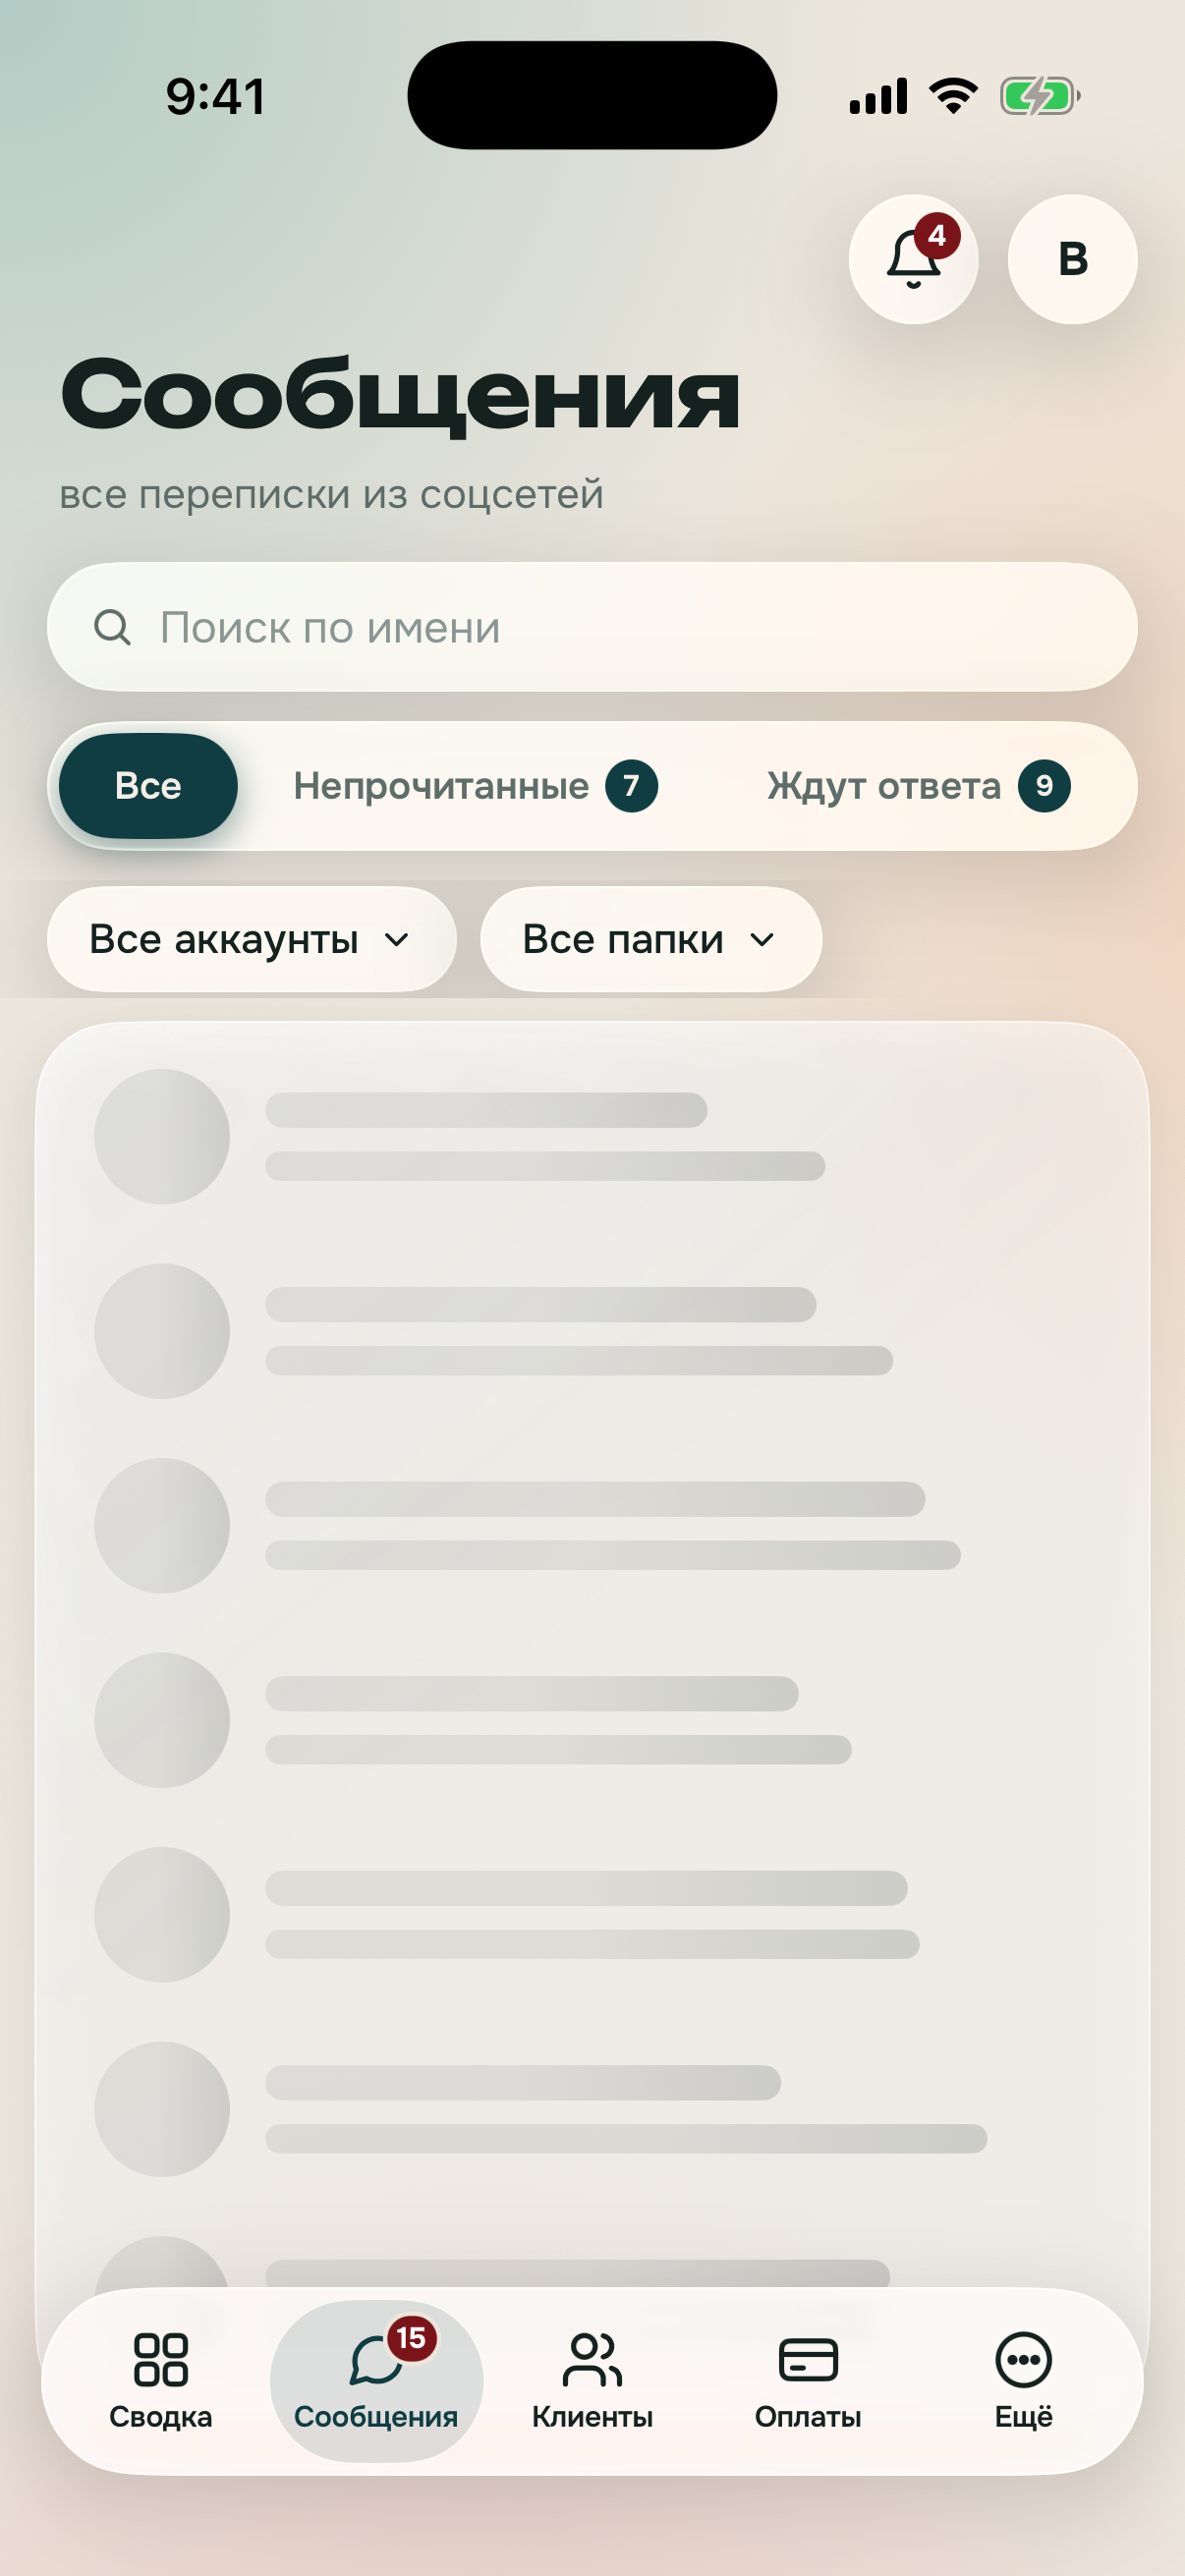 9:41
4
B
Сообщения
все переписки из соцсетей
Поиск по имени
Все Непрочитанные 7 Ждут ответа 9
Все аккаунты Все папки
15
Сводка Сообщения Клиенты Оплаты Ещё